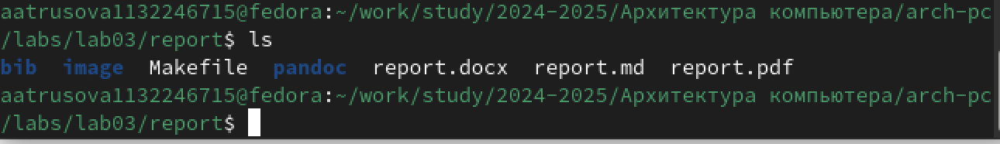 aatrusova1132246715@fedora:~/work/study/2024-2025/Архитектура компьютера/arch-pc
/labs/lab03/report$ ls
bib  image  Makefile  pandoc  report.docx  report.md  report.pdf
aatrusova1132246715@fedora:~/work/study/2024-2025/Архитектура компьютера/arch-pc
/labs/lab03/report$